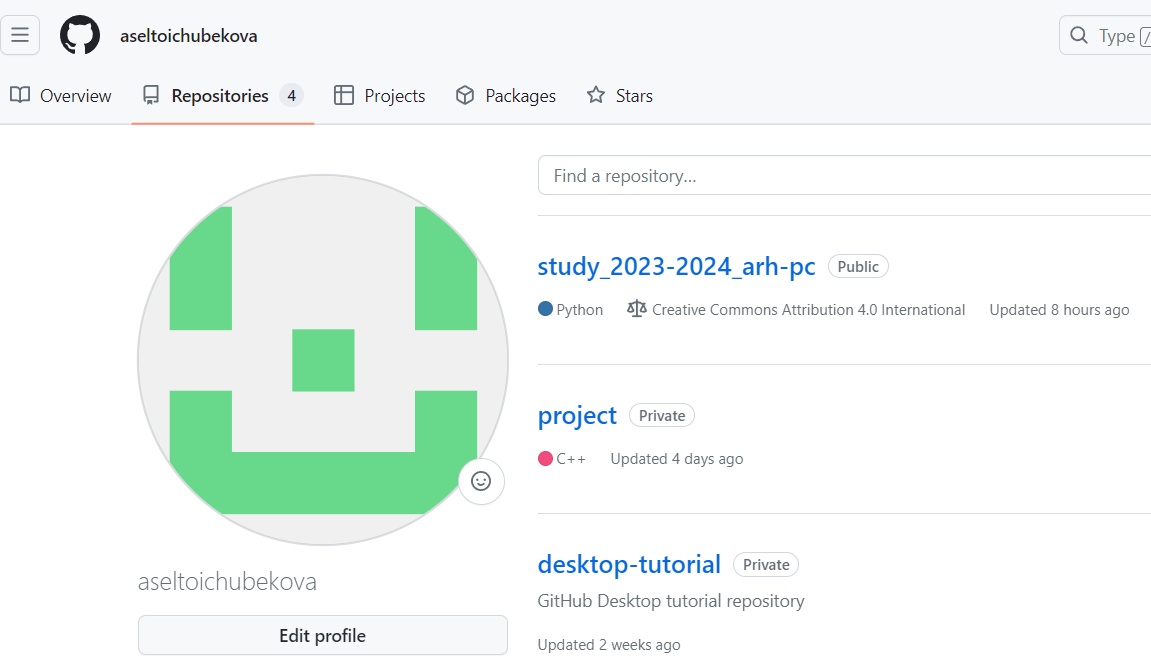 aseltoichubekova
Type /
Overview Repositories 4 Projects Packages Stars
Find a repository...
study_2023-2024_arh-pc Public
Python Creative Commons Attribution 4.0 International Updated 8 hours ago
project Private
C++ Updated 4 days ago
desktop-tutorial Private
GitHub Desktop tutorial repository
Updated 2 weeks ago
aseltoichubekova
Edit profile